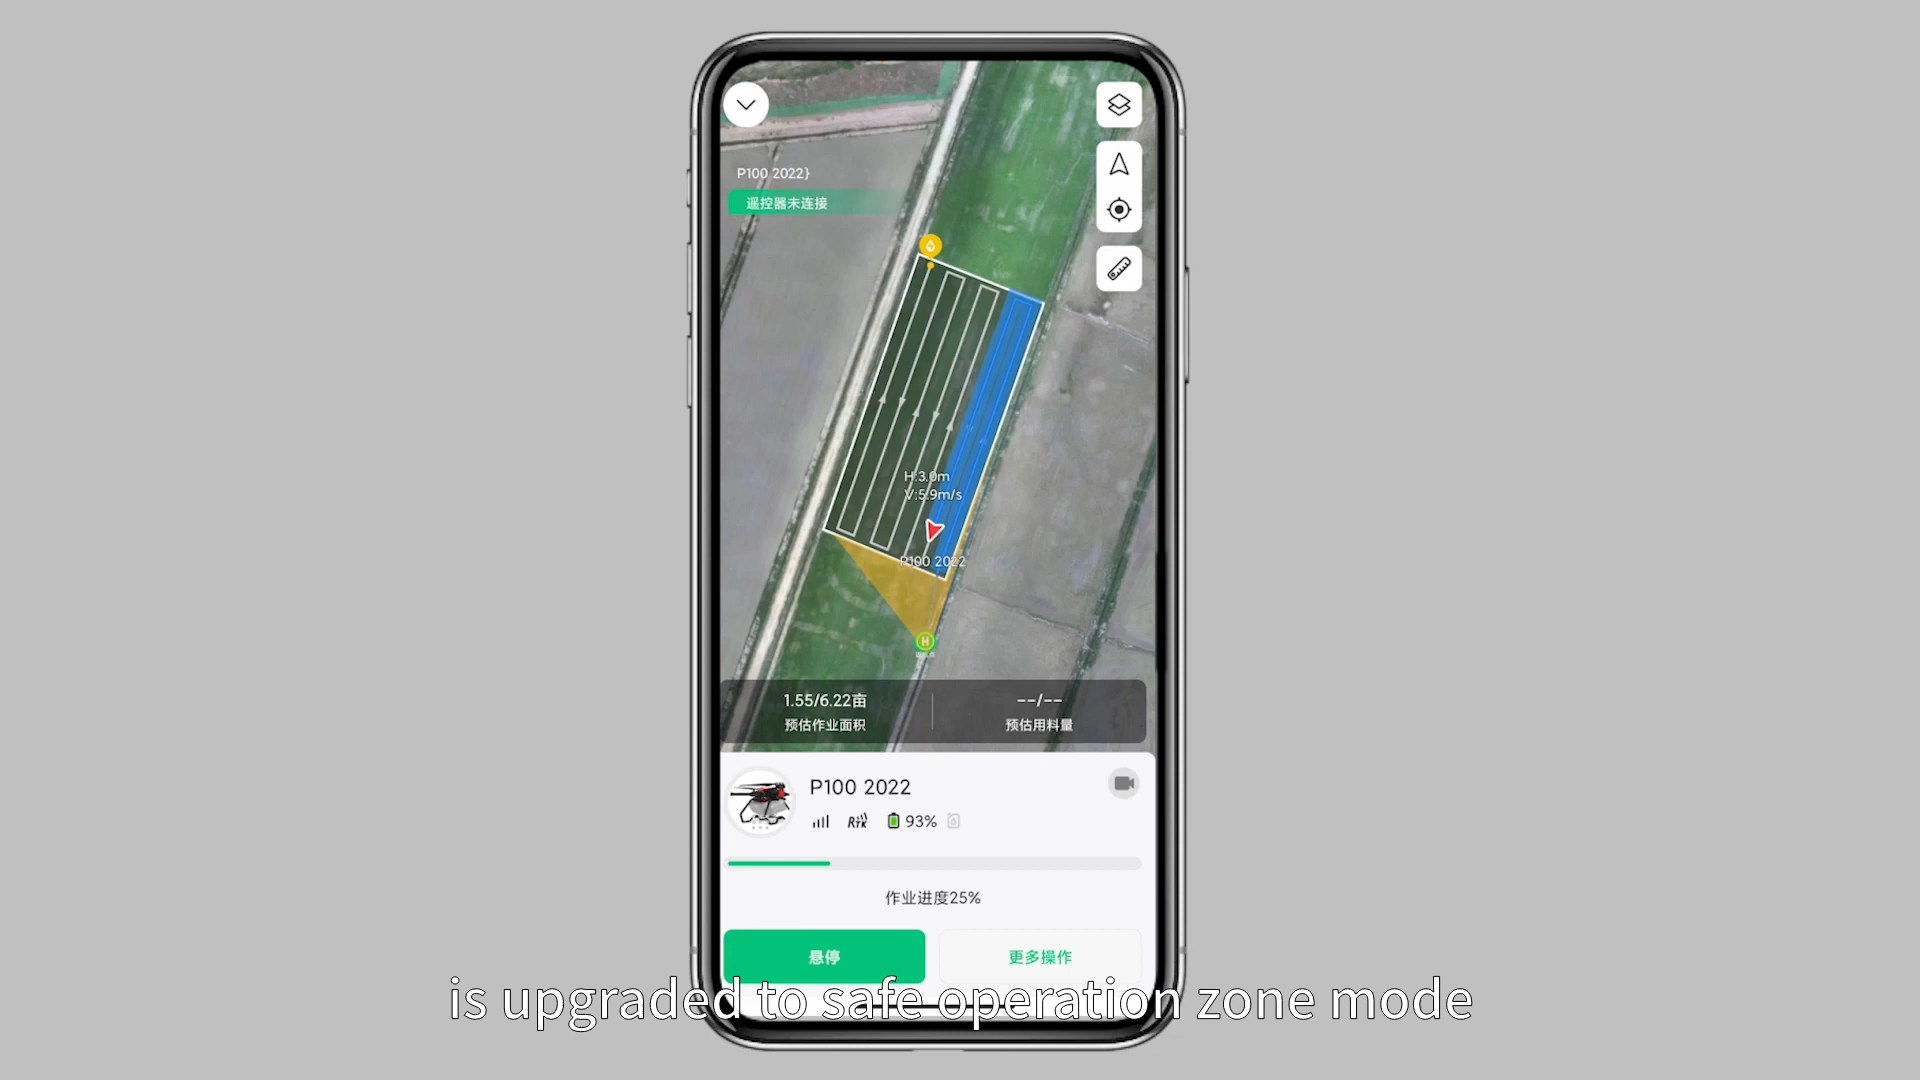 P100 2022}
遥控器未连接
H:3.0m
V:5.9m/s
P100 2022
H
1.55/6.22亩
预估作业面积
--/--
预估用料量
P100 2022
RTK
93%
作业进度25%
悬停
更多操作
is upgraded to safe operation zone mode